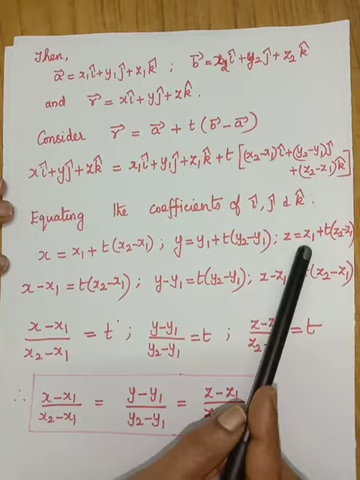 Then,
a⃗ = x₁î + y₁ĵ + z₁k̂ ; b⃗ = x₂î + y₂ĵ + z₂k̂
and r⃗ = xî + yĵ + zk̂.
Consider r⃗ = a⃗ + t(b⃗ - a⃗)
xî + yĵ + zk̂ = x₁î + y₁ĵ + z₁k̂ + t[(x₂-x₁)î + (y₂-y₁)ĵ
+ (z₂-z₁)k̂]
Equating the coefficients of î, ĵ & k̂.
x = x₁ + t(x₂-x₁) ; y = y₁ + t(y₂-y₁) ; z = z₁ + t(z₂-z₁)
x-x₁ = t(x₂-x₁) ; y-y₁ = t(y₂-y₁) ; z-z₁ t(z₂-z₁)
(x-x₁)/(x₂-x₁) = t ; (y-y₁)/(y₂-y₁) = t ; z-z z₂ = t
∴ (x-x₁)/(x₂-x₁) = (y-y₁)/(y₂-y₁) = z-z₁